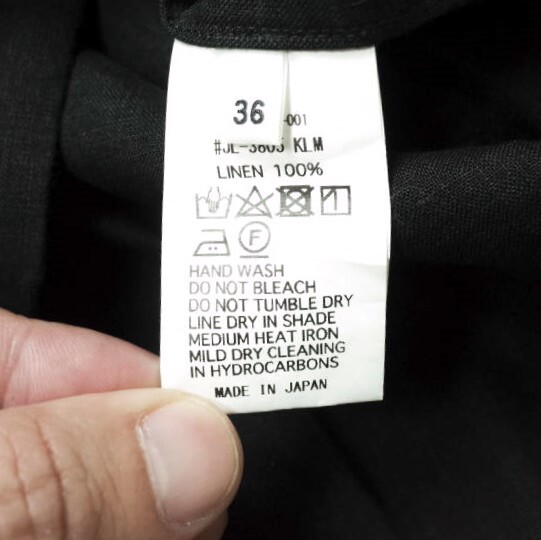 36
-001
KLM
LINEN 100%
F
HAND WASH
DO NOT BLEACH
DO NOT TUMBLE DRY
LINE DRY IN SHADE
MEDIUM HEAT IRON
MILD DRY CLEANING
IN HYDROCARBONS
MADE IN JAPAN